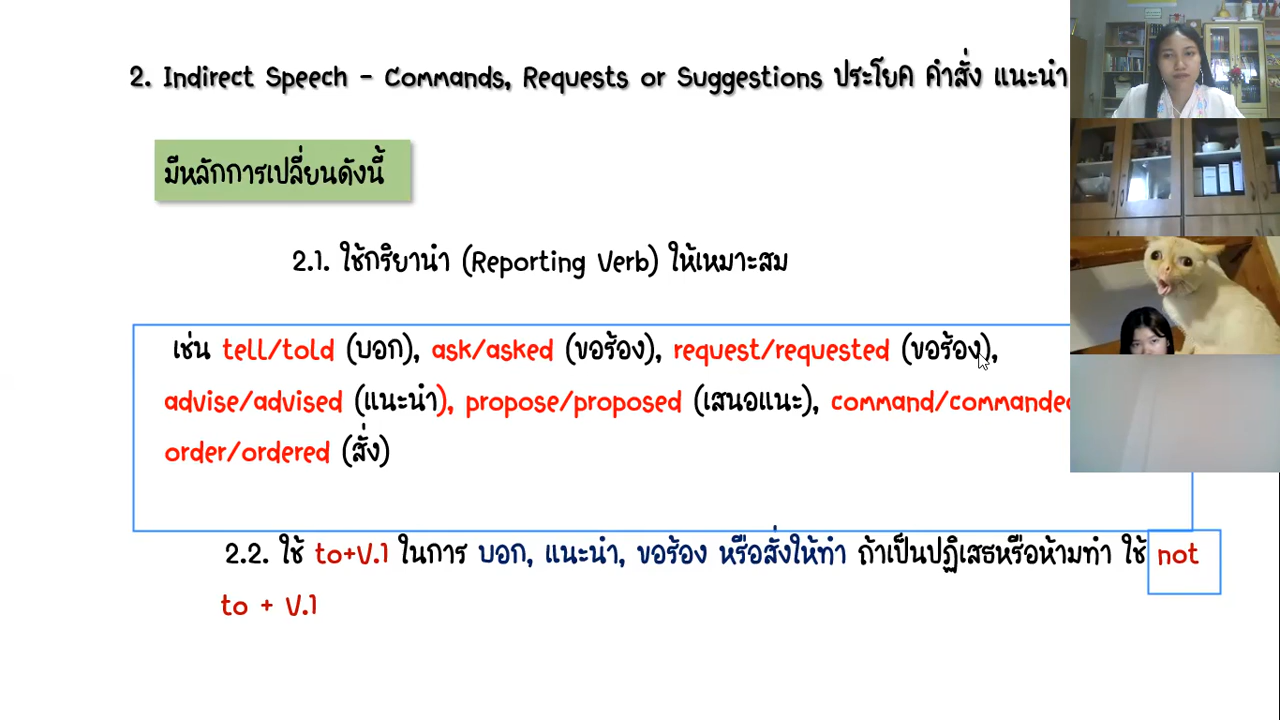 2. Indirect Speech - Commands, Requests or Suggestions ประโยค คำสั่ง แนะนำ
มีหลักการเปลี่ยนดังนี้
2.1. ใช้กริยานำ (Reporting Verb) ให้เหมาะสม
เช่น tell/told (บอก), ask/asked (ขอร้อง), request/requested (ขอร้อง),
advise/advised (แนะนำ), propose/proposed (เสนอแนะ), command/commanded
order/ordered (สั่ง)
2.2. ใช้ to+V.1 ในการ บอก, แนะนำ, ขอร้อง หรือสั่งให้ทำ ถ้าเป็นปฏิเสธหรือห้ามทำ ใช้ not
to + V.1